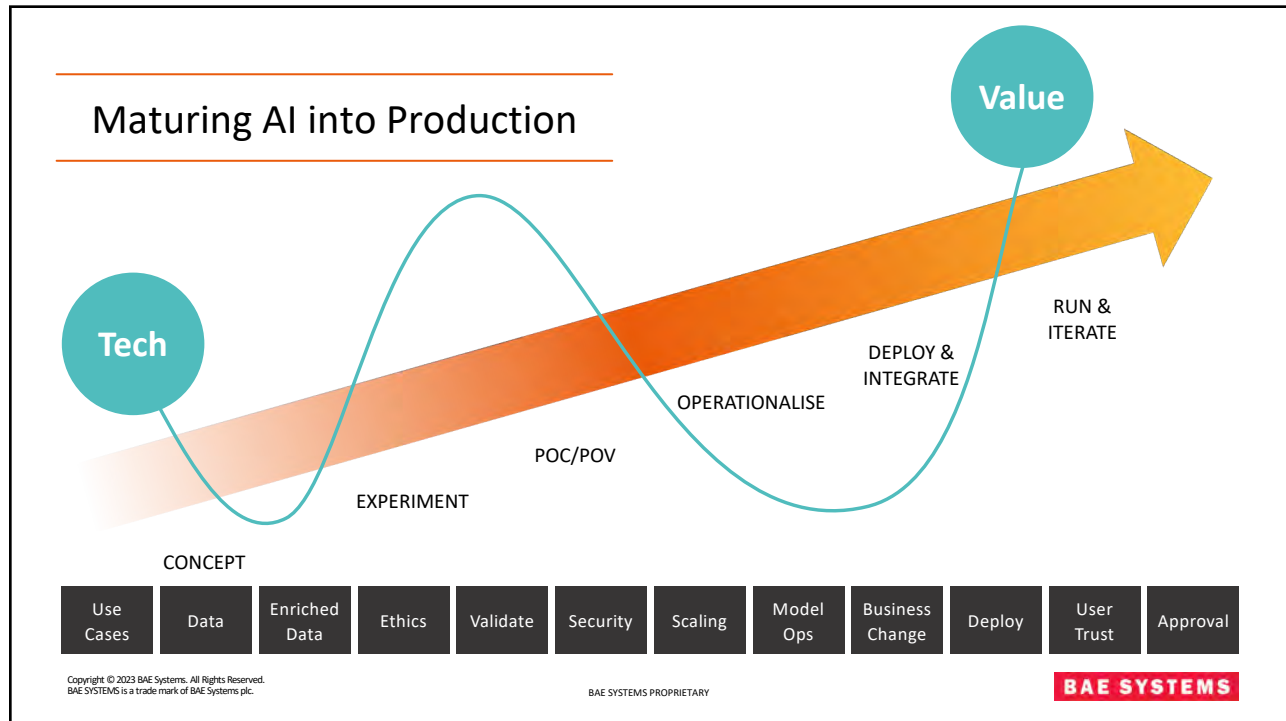 Maturing AI into Production
Value
Tech
RUN &
ITERATE
DEPLOY &
INTEGRATE
OPERATIONALISE
POC/POV
EXPERIMENT
CONCEPT
Use
Cases
Data
Enriched
Data
Ethics
Validate
Security
Scaling
Model
Ops
Business
Change
Deploy
User
Trust
Approval
Copyright © 2023 BAE Systems. All Rights Reserved.
BAE SYSTEMS is a trade mark of BAE Systems plc.
BAE SYSTEMS PROPRIETARY
BAE SYSTEMS